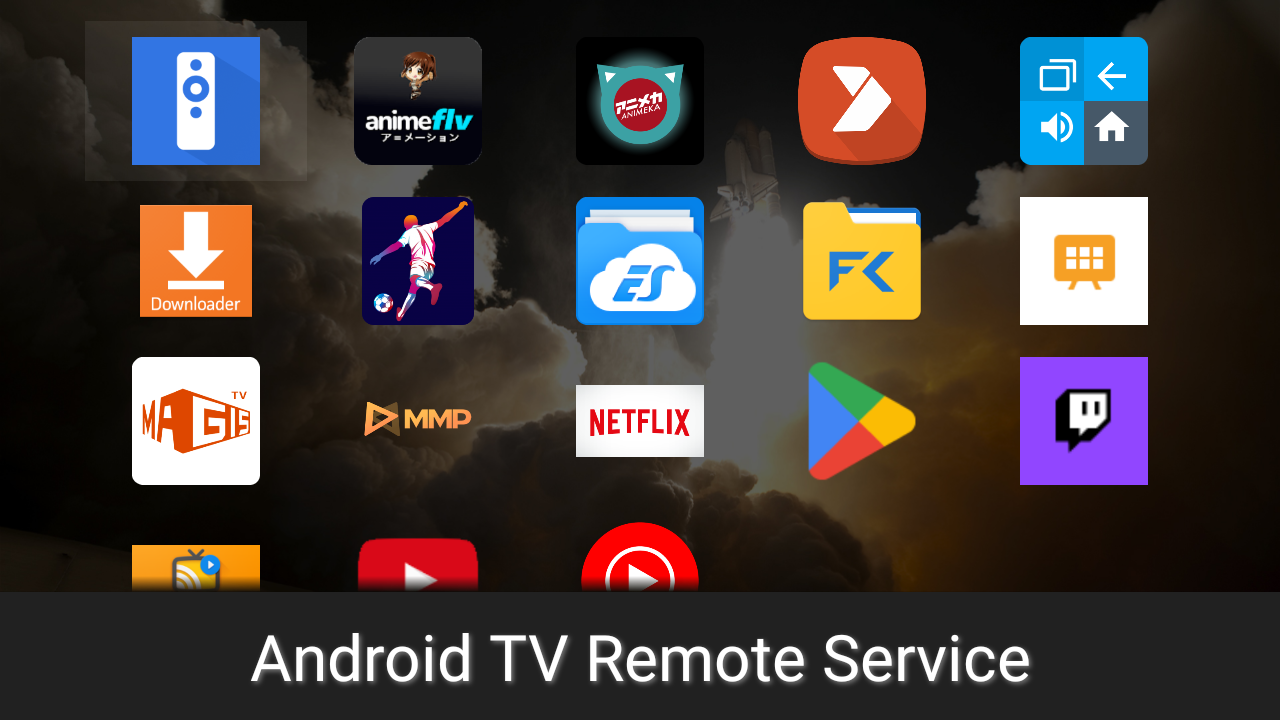 animeflv
アニメーション
アニメカ
ANIMEKA
Downloader
ES
FK
MAGIS
TV
MMP
NETFLIX
Android TV Remote Service